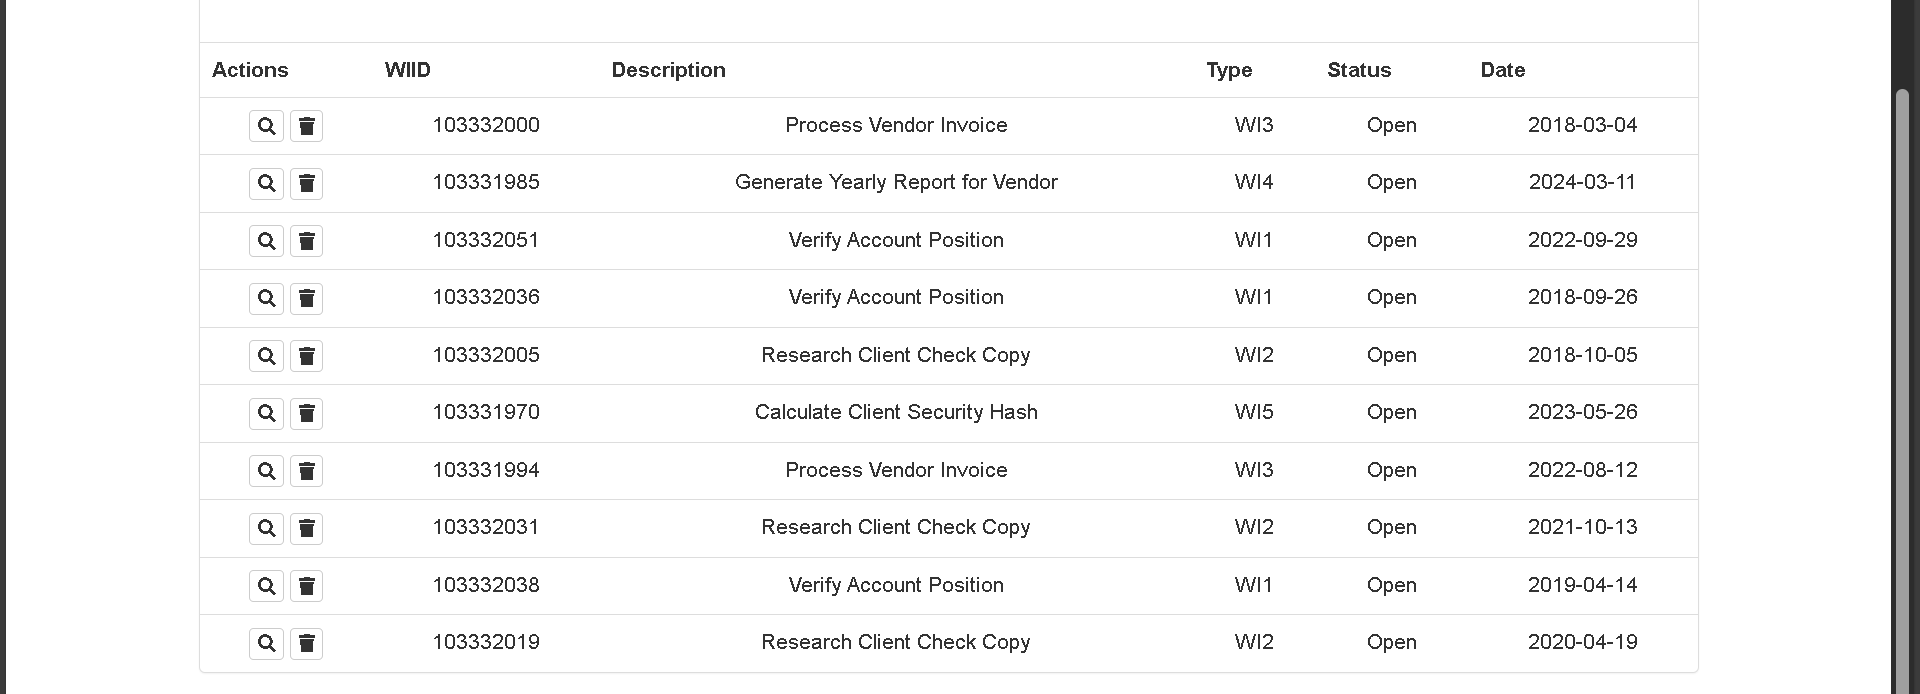 Actions WIID Description Type Status Date
103332000 Process Vendor Invoice WI3 Open 2018-03-04
103331985 Generate Yearly Report for Vendor WI4 Open 2024-03-11
103332051 Verify Account Position WI1 Open 2022-09-29
103332036 Verify Account Position WI1 Open 2018-09-26
103332005 Research Client Check Copy WI2 Open 2018-10-05
103331970 Calculate Client Security Hash WI5 Open 2023-05-26
103331994 Process Vendor Invoice WI3 Open 2022-08-12
103332031 Research Client Check Copy WI2 Open 2021-10-13
103332038 Verify Account Position WI1 Open 2019-04-14
103332019 Research Client Check Copy WI2 Open 2020-04-19